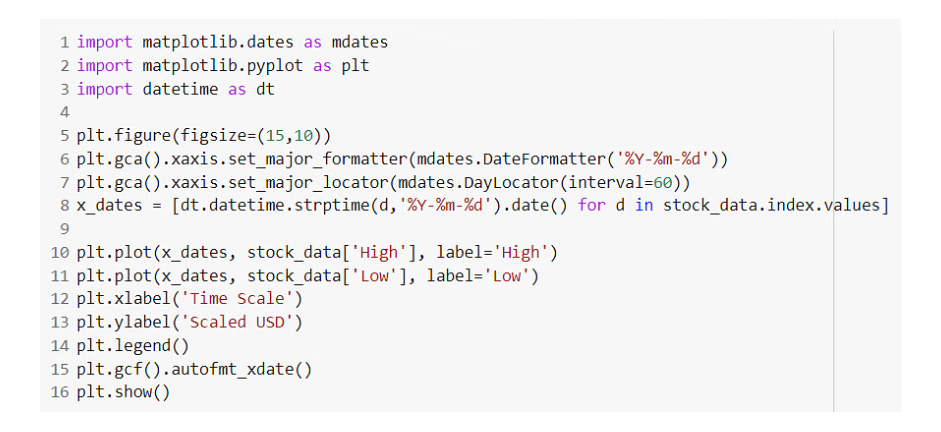 1 import matplotlib.dates as mdates
2 import matplotlib.pyplot as plt
3 import datetime as dt
4
5 plt.figure(figsize=(15,10))
6 plt.gca().xaxis.set_major_formatter(mdates.DateFormatter('%Y-%m-%d'))
7 plt.gca().xaxis.set_major_locator(mdates.DayLocator(interval=60))
8 x_dates = [dt.datetime.strptime(d,'%Y-%m-%d').date() for d in stock_data.index.values]
9
10 plt.plot(x_dates, stock_data['High'], label='High')
11 plt.plot(x_dates, stock_data['Low'], label='Low')
12 plt.xlabel('Time Scale')
13 plt.ylabel('Scaled USD')
14 plt.legend()
15 plt.gcf().autofmt_xdate()
16 plt.show()